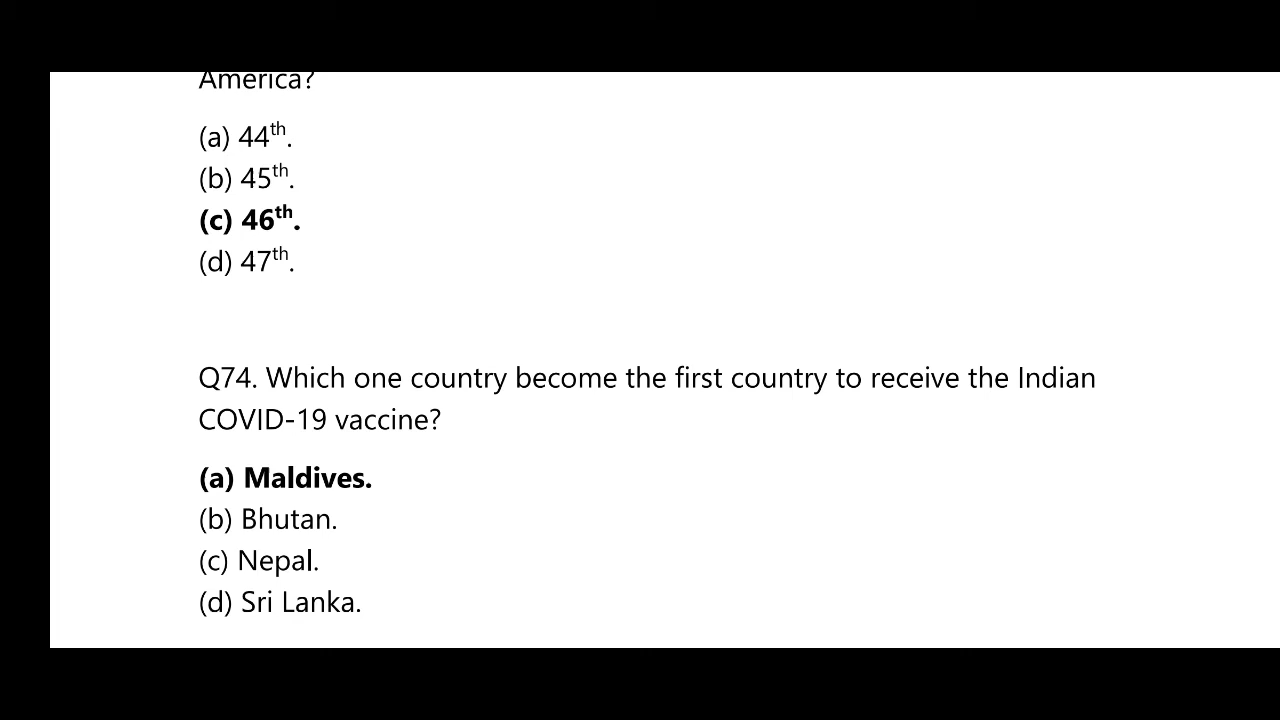 America?
(a) 44th.
(b) 45th.
(c) 46th.
(d) 47th.
Q74. Which one country become the first country to receive the Indian
COVID-19 vaccine?
(a) Maldives.
(b) Bhutan.
(c) Nepal.
(d) Sri Lanka.